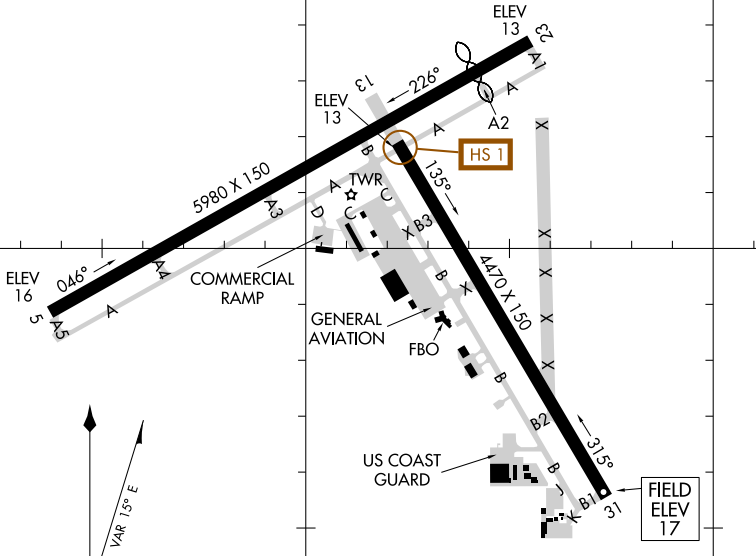 ELEV
13
23
A1
13
226°
A
A2
ELEV
13
A
HS 1
B
135°
TWR
5980 X 150
A
C
A3
D
C
X
B3
X
X
046°
A4
COMMERCIAL
RAMP
B
X
4470 X 150
X
ELEV
16
A
GENERAL
AVIATION
X
5
A5
FBO
X
B
B2
315°
US COAST
GUARD
B
J
B1
K
31
FIELD
ELEV
17
VAR 15° E